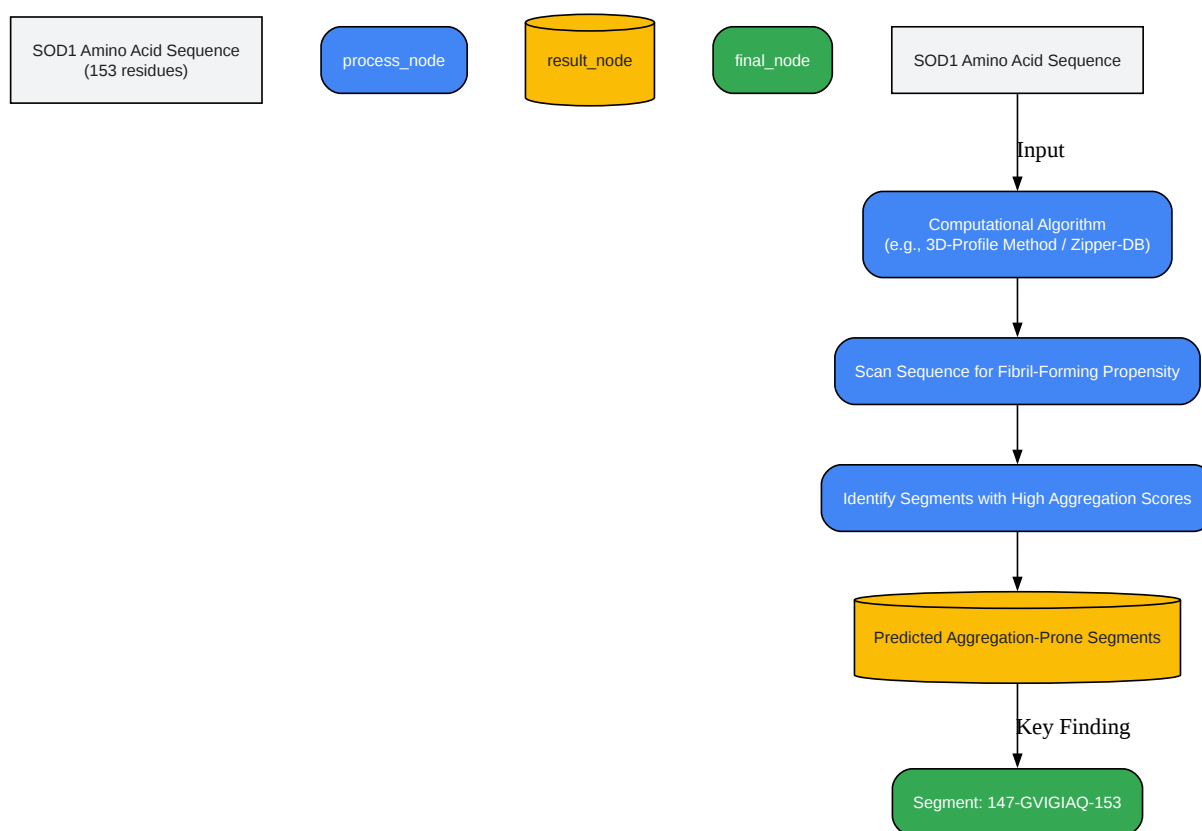 SOD1 Amino Acid Sequence
(153 residues)
process_node
result_node
final_node
SOD1 Amino Acid Sequence
Input
Computational Algorithm
(e.g., 3D-Profile Method / Zipper-DB)
Scan Sequence for Fibril-Forming Propensity
Identify Segments with High Aggregation Scores
Predicted Aggregation-Prone Segments
Key Finding
Segment: 147-GVIGIAQ-153